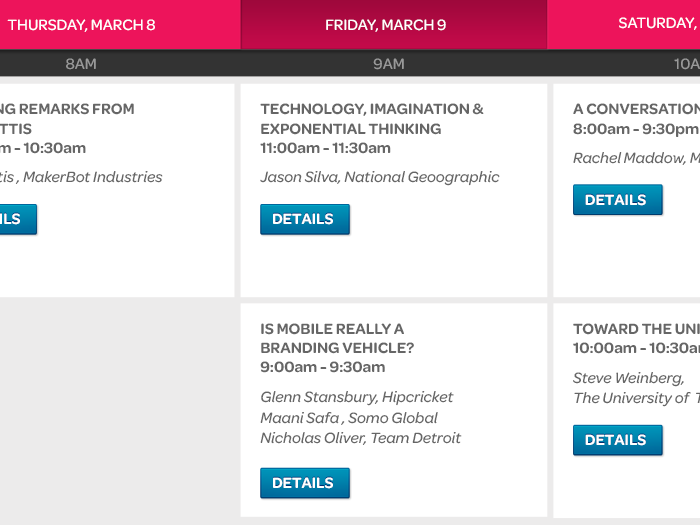 THURSDAY, MARCH 8
FRIDAY, MARCH 9
SATURDAY,
8AM
9AM
10A
NG REMARKS FROM
TTIS
m - 10:30am
tis , MakerBot Industries
ILS
TECHNOLOGY, IMAGINATION &
EXPONENTIAL THINKING
11:00am - 11:30am
Jason Silva, National Geoographic
DETAILS
A CONVERSATION
8:00am - 9:30pm
Rachel Maddow, M
DETAILS
IS MOBILE REALLY A
BRANDING VEHICLE?
9:00am - 9:30am
Glenn Stansbury, Hipcricket
Maani Safa , Somo Global
Nicholas Oliver, Team Detroit
DETAILS
TOWARD THE UNI
10:00am - 10:30a
Steve Weinberg,
The University of T
DETAILS